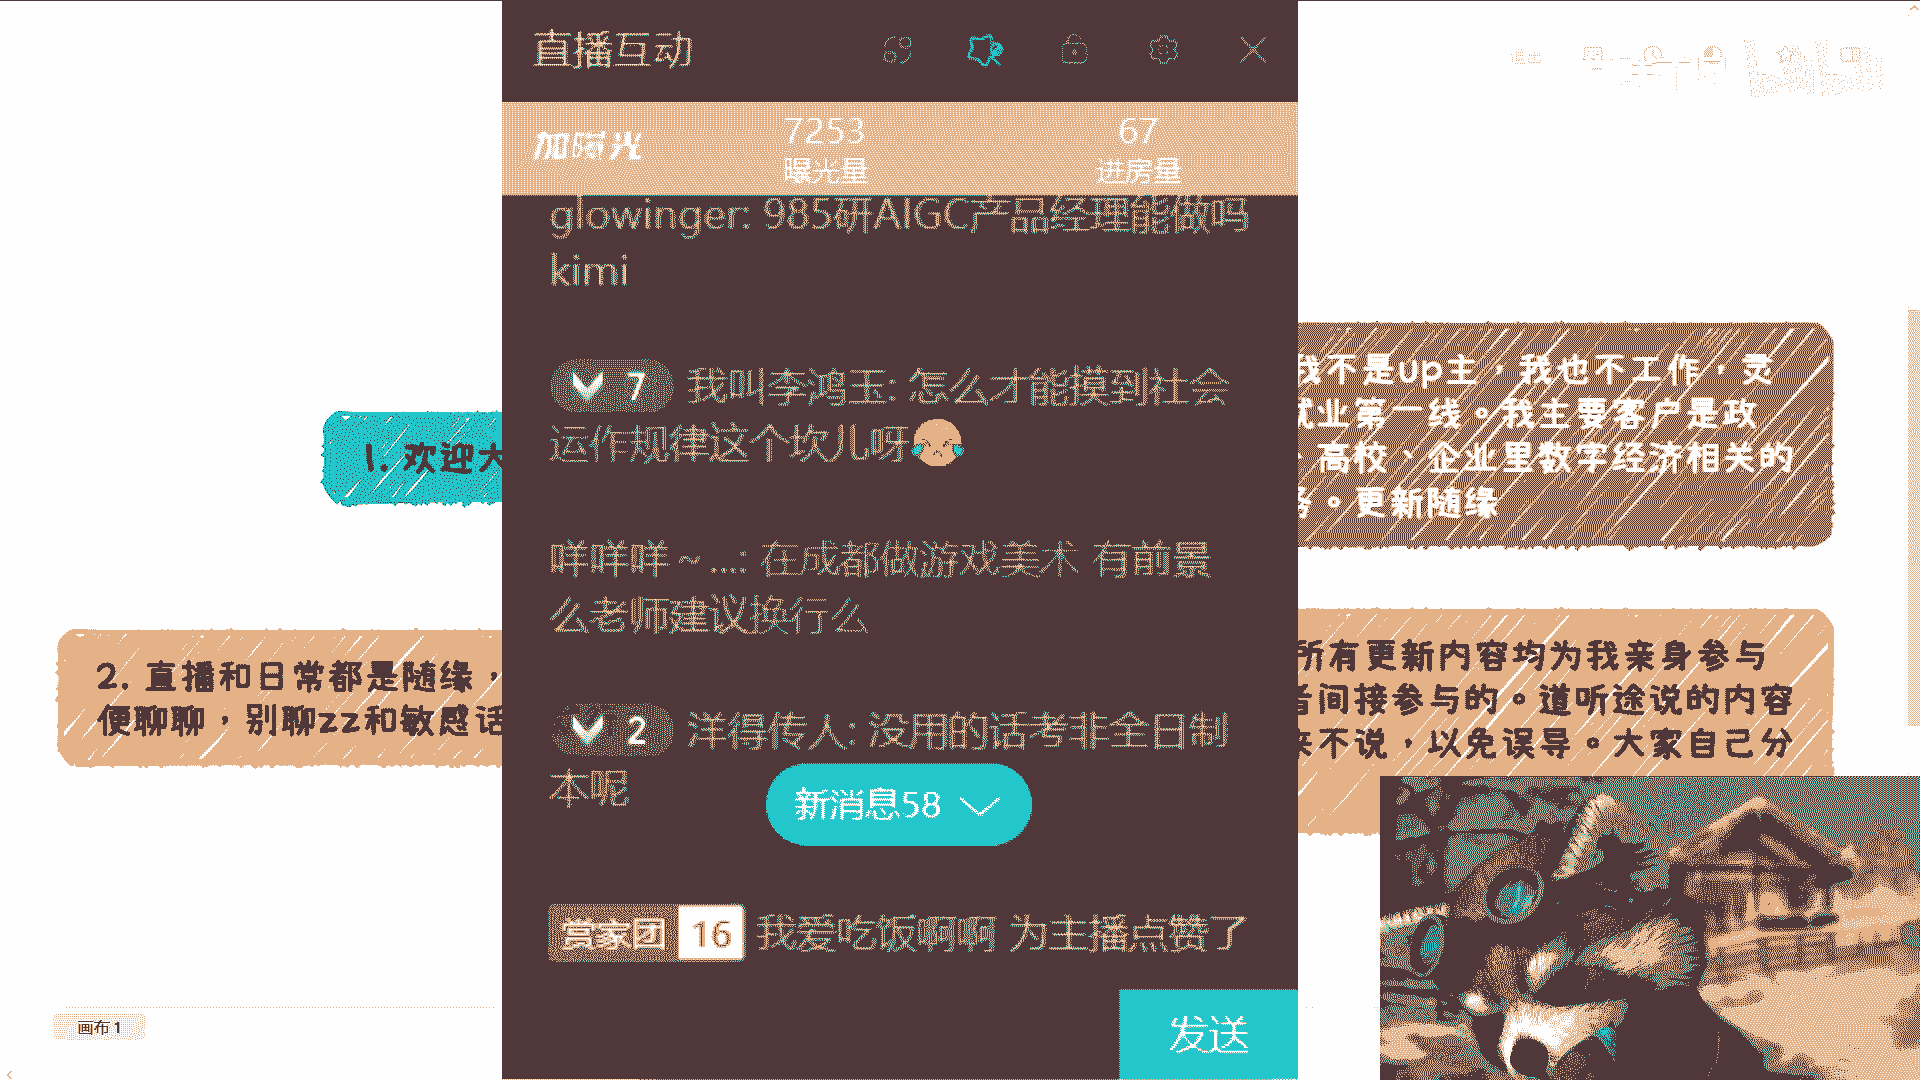 直播互动
加曝光
7253
曝光量
67
进房量
glowinger: 985研AIGC产品经理能做吗
kimi
7 我叫李鸿玉: 怎么才能摸到社会
运作规律这个坎儿呀
咩咩咩～...: 在成都做游戏美术 有前景
么老师建议换行么
2 洋得传人: 没用的话考非全日制
本呢
新消息58
赏家团 16 我爱吃饭啊啊 为主播点赞了
发送
1. 欢迎大
2. 直播和日常都是随缘，
便聊聊，别聊zz和敏感话
我不是up主，我也不工作，灵
就业第一线。我主要客户是政
、高校、企业里数字经济相关的
务。更新随缘
所有更新内容均为我亲身参与
者间接参与的。道听途说的内容
来不说，以免误导。大家自己分
画布 1